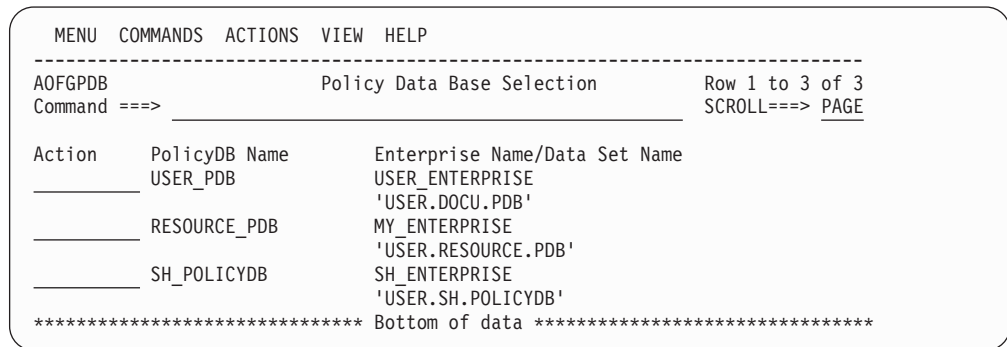 MENU COMMANDS ACTIONS VIEW HELP
-------------------------------------------------------------------------------
AOFGPDB Policy Data Base Selection Row 1 to 3 of 3
Command ===> SCROLL===> PAGE
Action PolicyDB Name Enterprise Name/Data Set Name
USER_PDB USER_ENTERPRISE
'USER.DOCU.PDB'
RESOURCE_PDB MY_ENTERPRISE
'USER.RESOURCE.PDB'
SH_POLICYDB SH_ENTERPRISE
'USER.SH.POLICYDB'
******************************* Bottom of data ********************************